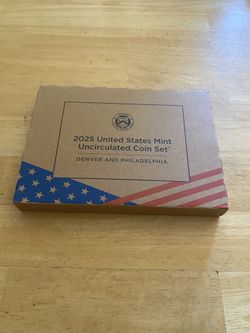 2025 United States Mint
Uncirculated Coin Set®
DENVER AND PHILADELPHIA